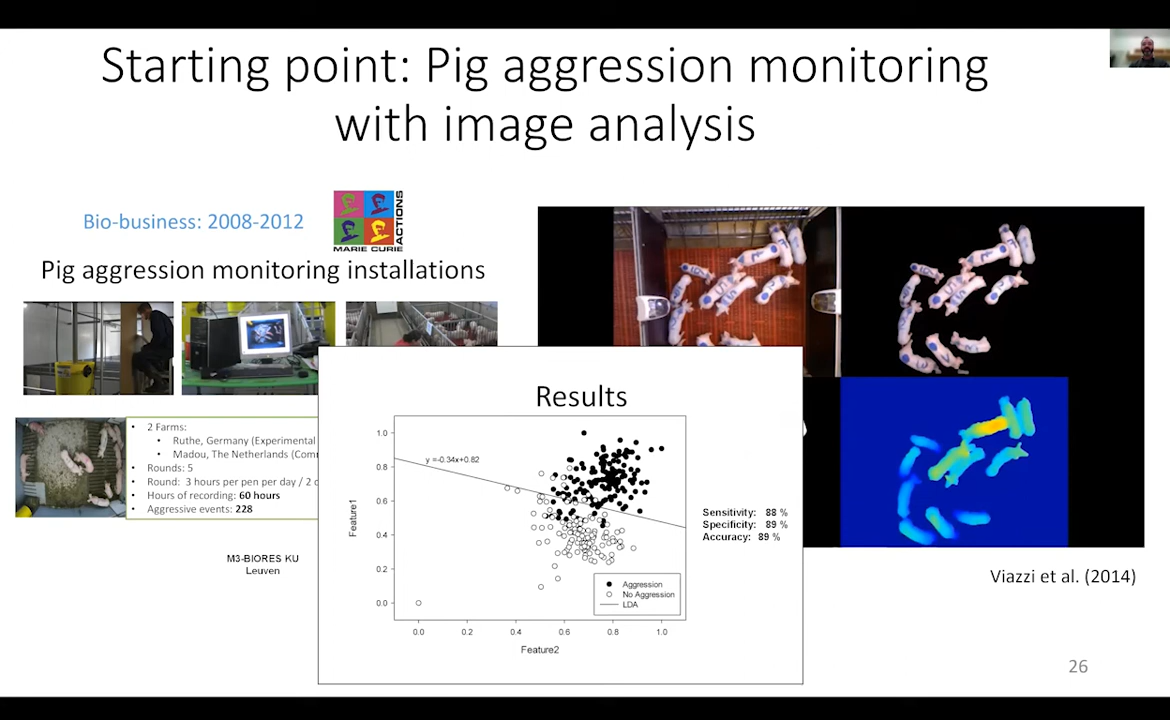 Starting point: Pig aggression monitoring
with image analysis
Bio-business: 2008-2012
MARIE CURIE
ACTIONS
Pig aggression monitoring installations
• 2 Farms:
• Ruthe, Germany (Experimental
• Madou, The Netherlands (Com
• Rounds: 5
• Round: 3 hours per pen per day / 2
• Hours of recording: 60 hours
• Aggressive events: 228
M3-BIORES KU
Leuven
Results
y =-0.34x+0.82
Feature1
1.0
0.8
0.6
0.4
0.2
0.0
0.0 0.2 0.4 0.6 0.8 1.0
Feature2
Aggression
No Aggression
LDA
Sensitivity: 88 %
Specificity: 89 %
Accuracy: 89 %
Viazzi et al. (2014)
26